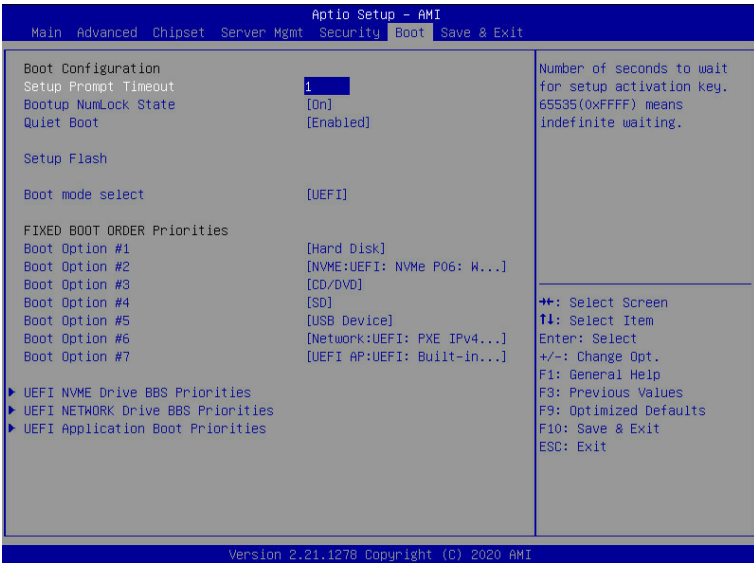 Aptio Setup – AMI
Main Advanced Chipset Server Mgmt Security Boot Save & Exit
Boot Configuration
Setup Prompt Timeout 1
Bootup NumLock State [On]
Quiet Boot [Enabled]
Setup Flash
Boot mode select [UEFI]
FIXED BOOT ORDER Priorities
Boot Option #1 [Hard Disk]
Boot Option #2 [NVME:UEFI: NVMe P06: W...]
Boot Option #3 [CD/DVD]
Boot Option #4 [SD]
Boot Option #5 [USB Device]
Boot Option #6 [Network:UEFI: PXE IPv4...]
Boot Option #7 [UEFI AP:UEFI: Built-in...]
UEFI NVME Drive BBS Priorities
UEFI NETWORK Drive BBS Priorities
UEFI Application Boot Priorities
Number of seconds to wait
for setup activation key.
65535(0xFFFF) means
indefinite waiting.
→←: Select Screen
↑↓: Select Item
Enter: Select
+/-: Change Opt.
F1: General Help
F3: Previous Values
F9: Optimized Defaults
F10: Save & Exit
ESC: Exit
Version 2.21.1278 Copyright (C) 2020 AMI